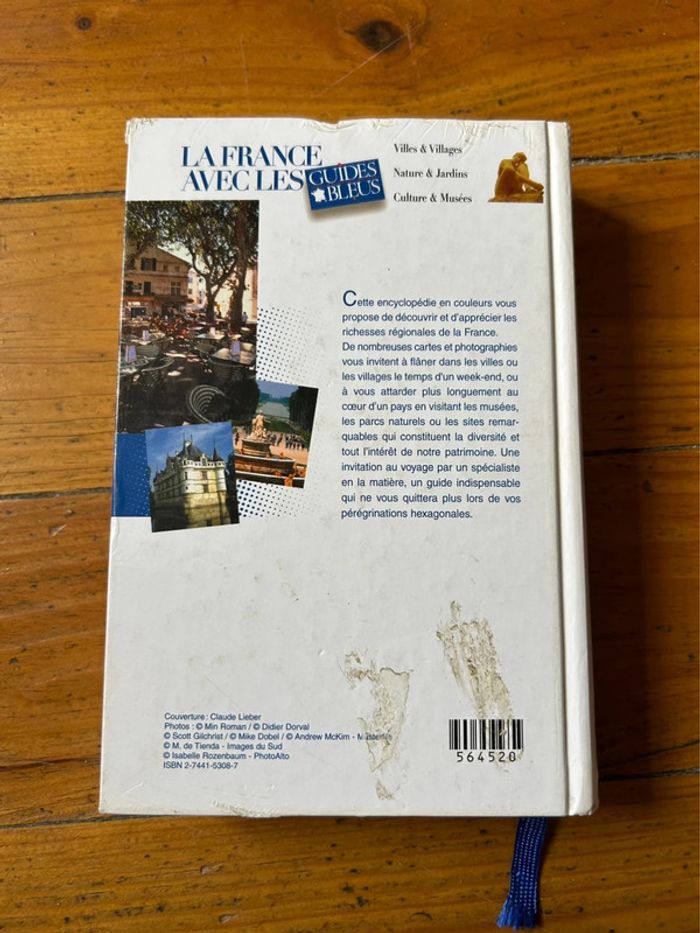 LA FRANCE
AVEC LES
GUIDES
BLEUS
Villes & Villages
Nature & Jardins
Culture & Musées
Cette encyclopédie en couleurs vous
propose de découvrir et d'apprécier les
richesses régionales de la France.
De nombreuses cartes et photographies
vous invitent à flâner dans les villes ou
les villages le temps d'un week-end, ou
à vous attarder plus longuement au
cœur d'un pays en visitant les musées,
les parcs naturels ou les sites remar-
quables qui constituent la diversité et
tout l'intérêt de notre patrimoine. Une
invitation au voyage par un spécialiste
en la matière, un guide indispensable
qui ne vous quittera plus lors de vos
pérégrinations hexagonales.
Couverture : Claude Lieber
Photos : © Min Roman / © Didier Dorval
© Scott Gilchrist / © Mike Dobel / © Andrew McKim - Masterfile
© M. de Tienda - Images du Sud
© Isabelle Rozenbaum - PhotoAlto
ISBN 2-7441-5308-7
564520